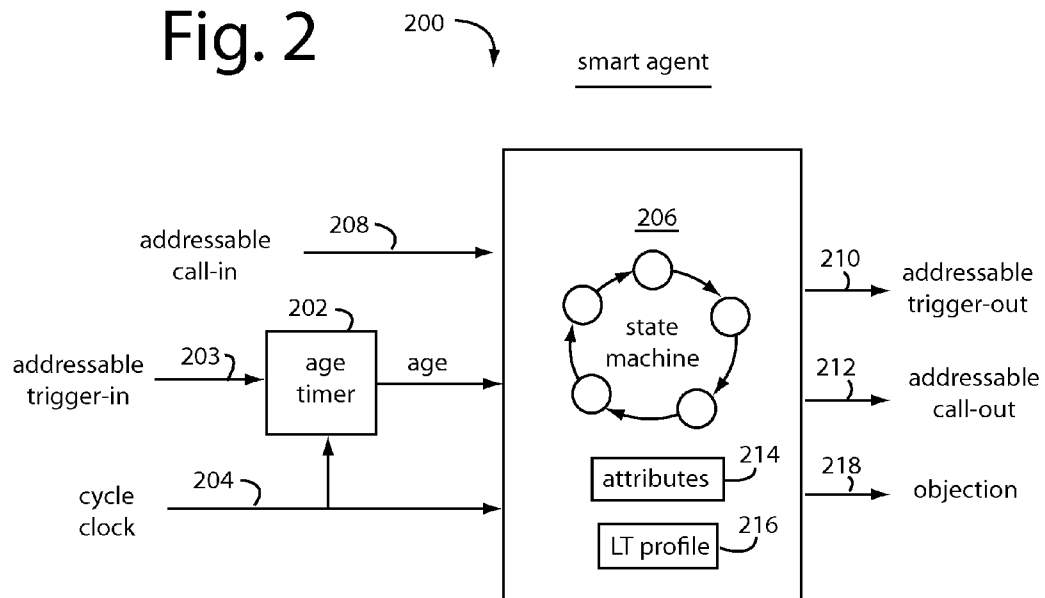 Fig. 2
200
smart agent
addressable
call-in
208
206
state
machine
210
addressable
trigger-out
202
age
timer
addressable
trigger-in
203
age
212
addressable
call-out
cycle
clock
204
attributes
214
LT profile
216
218
objection